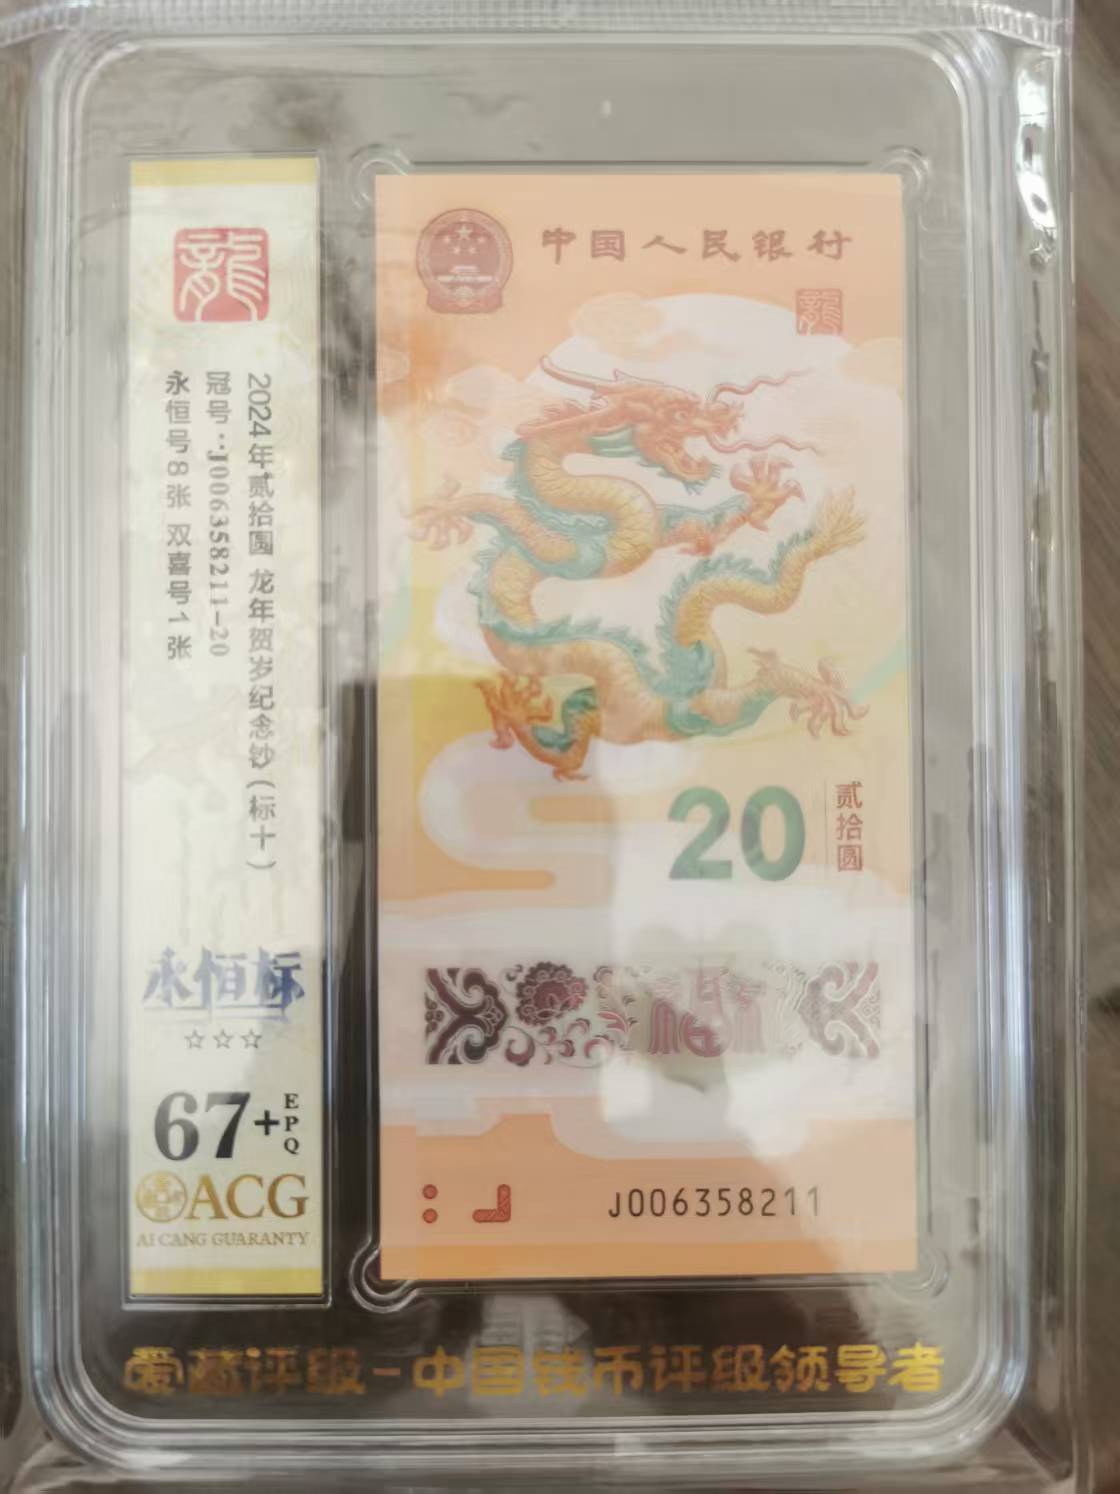 龍
2024年贰拾圆 龙年贺岁纪念钞(标十)
冠号:J006358211-20
永恒号8张 双喜号1张
永恒标
☆☆☆
67+EPQ
ACG
AI CANG GUARANTY
中国人民银行
龍
20
贰拾圆
福
J006358211
爱藏评级-中国钱币评级领导者